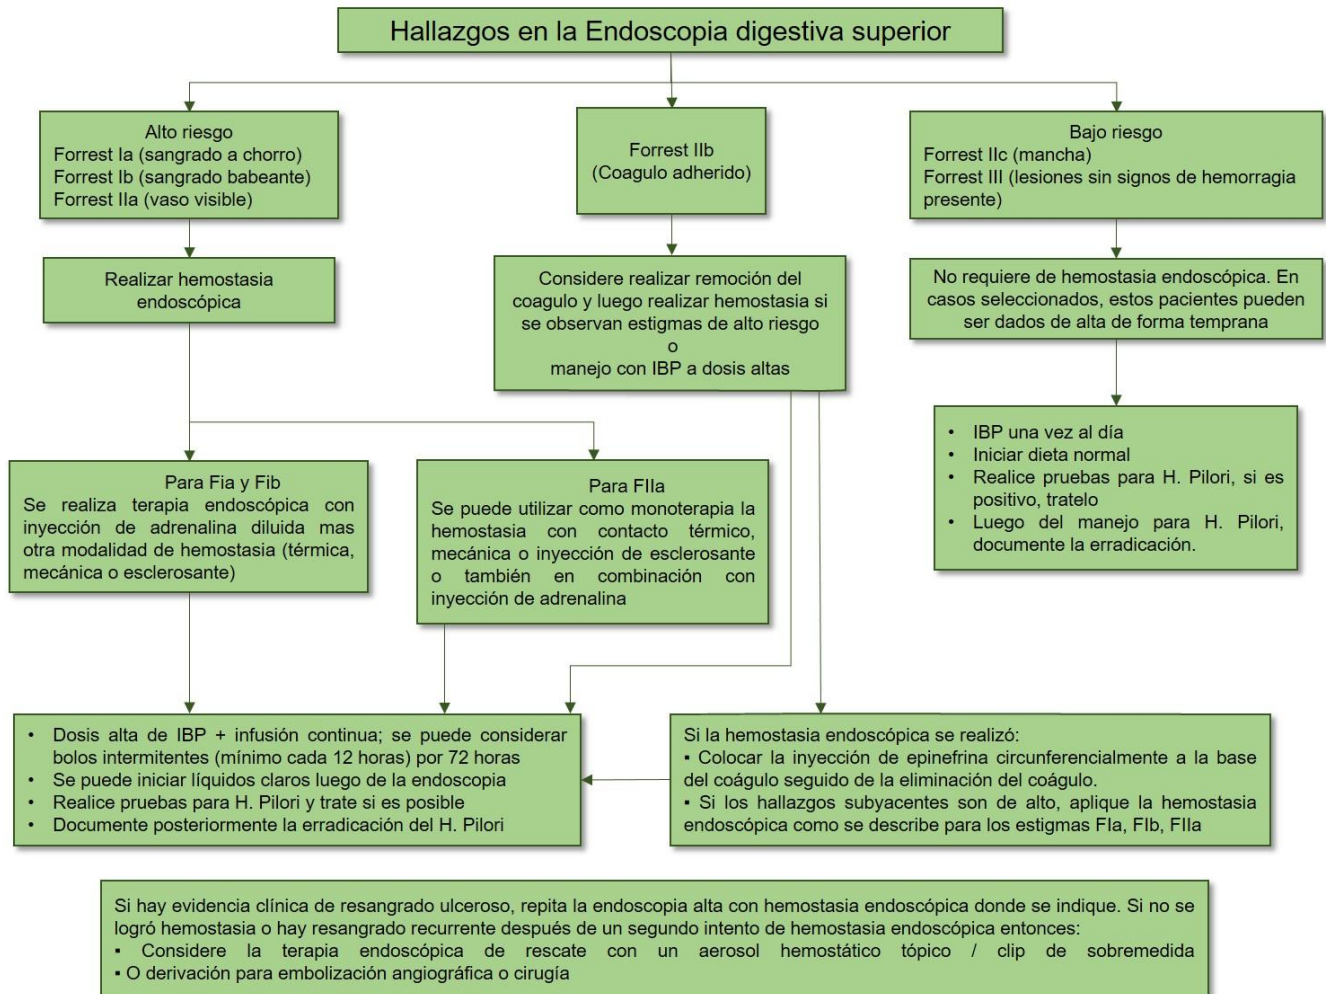 Hallazgos en la Endoscopia digestiva superior
Alto riesgo
Forrest Ia (sangrado a chorro)
Forrest Ib (sangrado babeante)
Forrest IIa (vaso visible)
Forrest IIb
(Coagulo adherido)
Bajo riesgo
Forrest IIc (mancha)
Forrest III (lesiones sin signos de hemorragia
presente)
Realizar hemostasia
endoscópica
Considere realizar remoción del
coagulo y luego realizar hemostasia si
se observan estigmas de alto riesgo
o
manejo con IBP a dosis altas
No requiere de hemostasia endoscópica. En
casos seleccionados, estos pacientes pueden
ser dados de alta de forma temprana
Para Fia y Fib
Se realiza terapia endoscópica con
inyección de adrenalina diluida mas
otra modalidad de hemostasia (térmica,
mecánica o esclerosante)
Para FIIa
Se puede utilizar como monoterapia la
hemostasia con contacto térmico,
mecánica o inyección de esclerosante
o también en combinación con
inyección de adrenalina
• IBP una vez al día
• Iniciar dieta normal
• Realice pruebas para H. Pilori, si es
positivo, tratelo
• Luego del manejo para H. Pilori,
documente la erradicación.
• Dosis alta de IBP + infusión continua; se puede considerar
bolos intermitentes (mínimo cada 12 horas) por 72 horas
• Se puede iniciar líquidos claros luego de la endoscopia
• Realice pruebas para H. Pilori y trate si es posible
• Documente posteriormente la erradicación del H. Pilori
Si la hemostasia endoscópica se realizó:
▪ Colocar la inyección de epinefrina circunferencialmente a la base
del coágulo seguido de la eliminación del coágulo.
▪ Si los hallazgos subyacentes son de alto, aplique la hemostasia
endoscópica como se describe para los estigmas FIa, FIb, FIIa
Si hay evidencia clínica de resangrado ulceroso, repita la endoscopia alta con hemostasia endoscópica donde se indique. Si no se
logró hemostasia o hay resangrado recurrente después de un segundo intento de hemostasia endoscópica entonces:
▪ Considere la terapia endoscópica de rescate con un aerosol hemostático tópico / clip de sobremedida
▪ O derivación para embolización angiográfica o cirugía